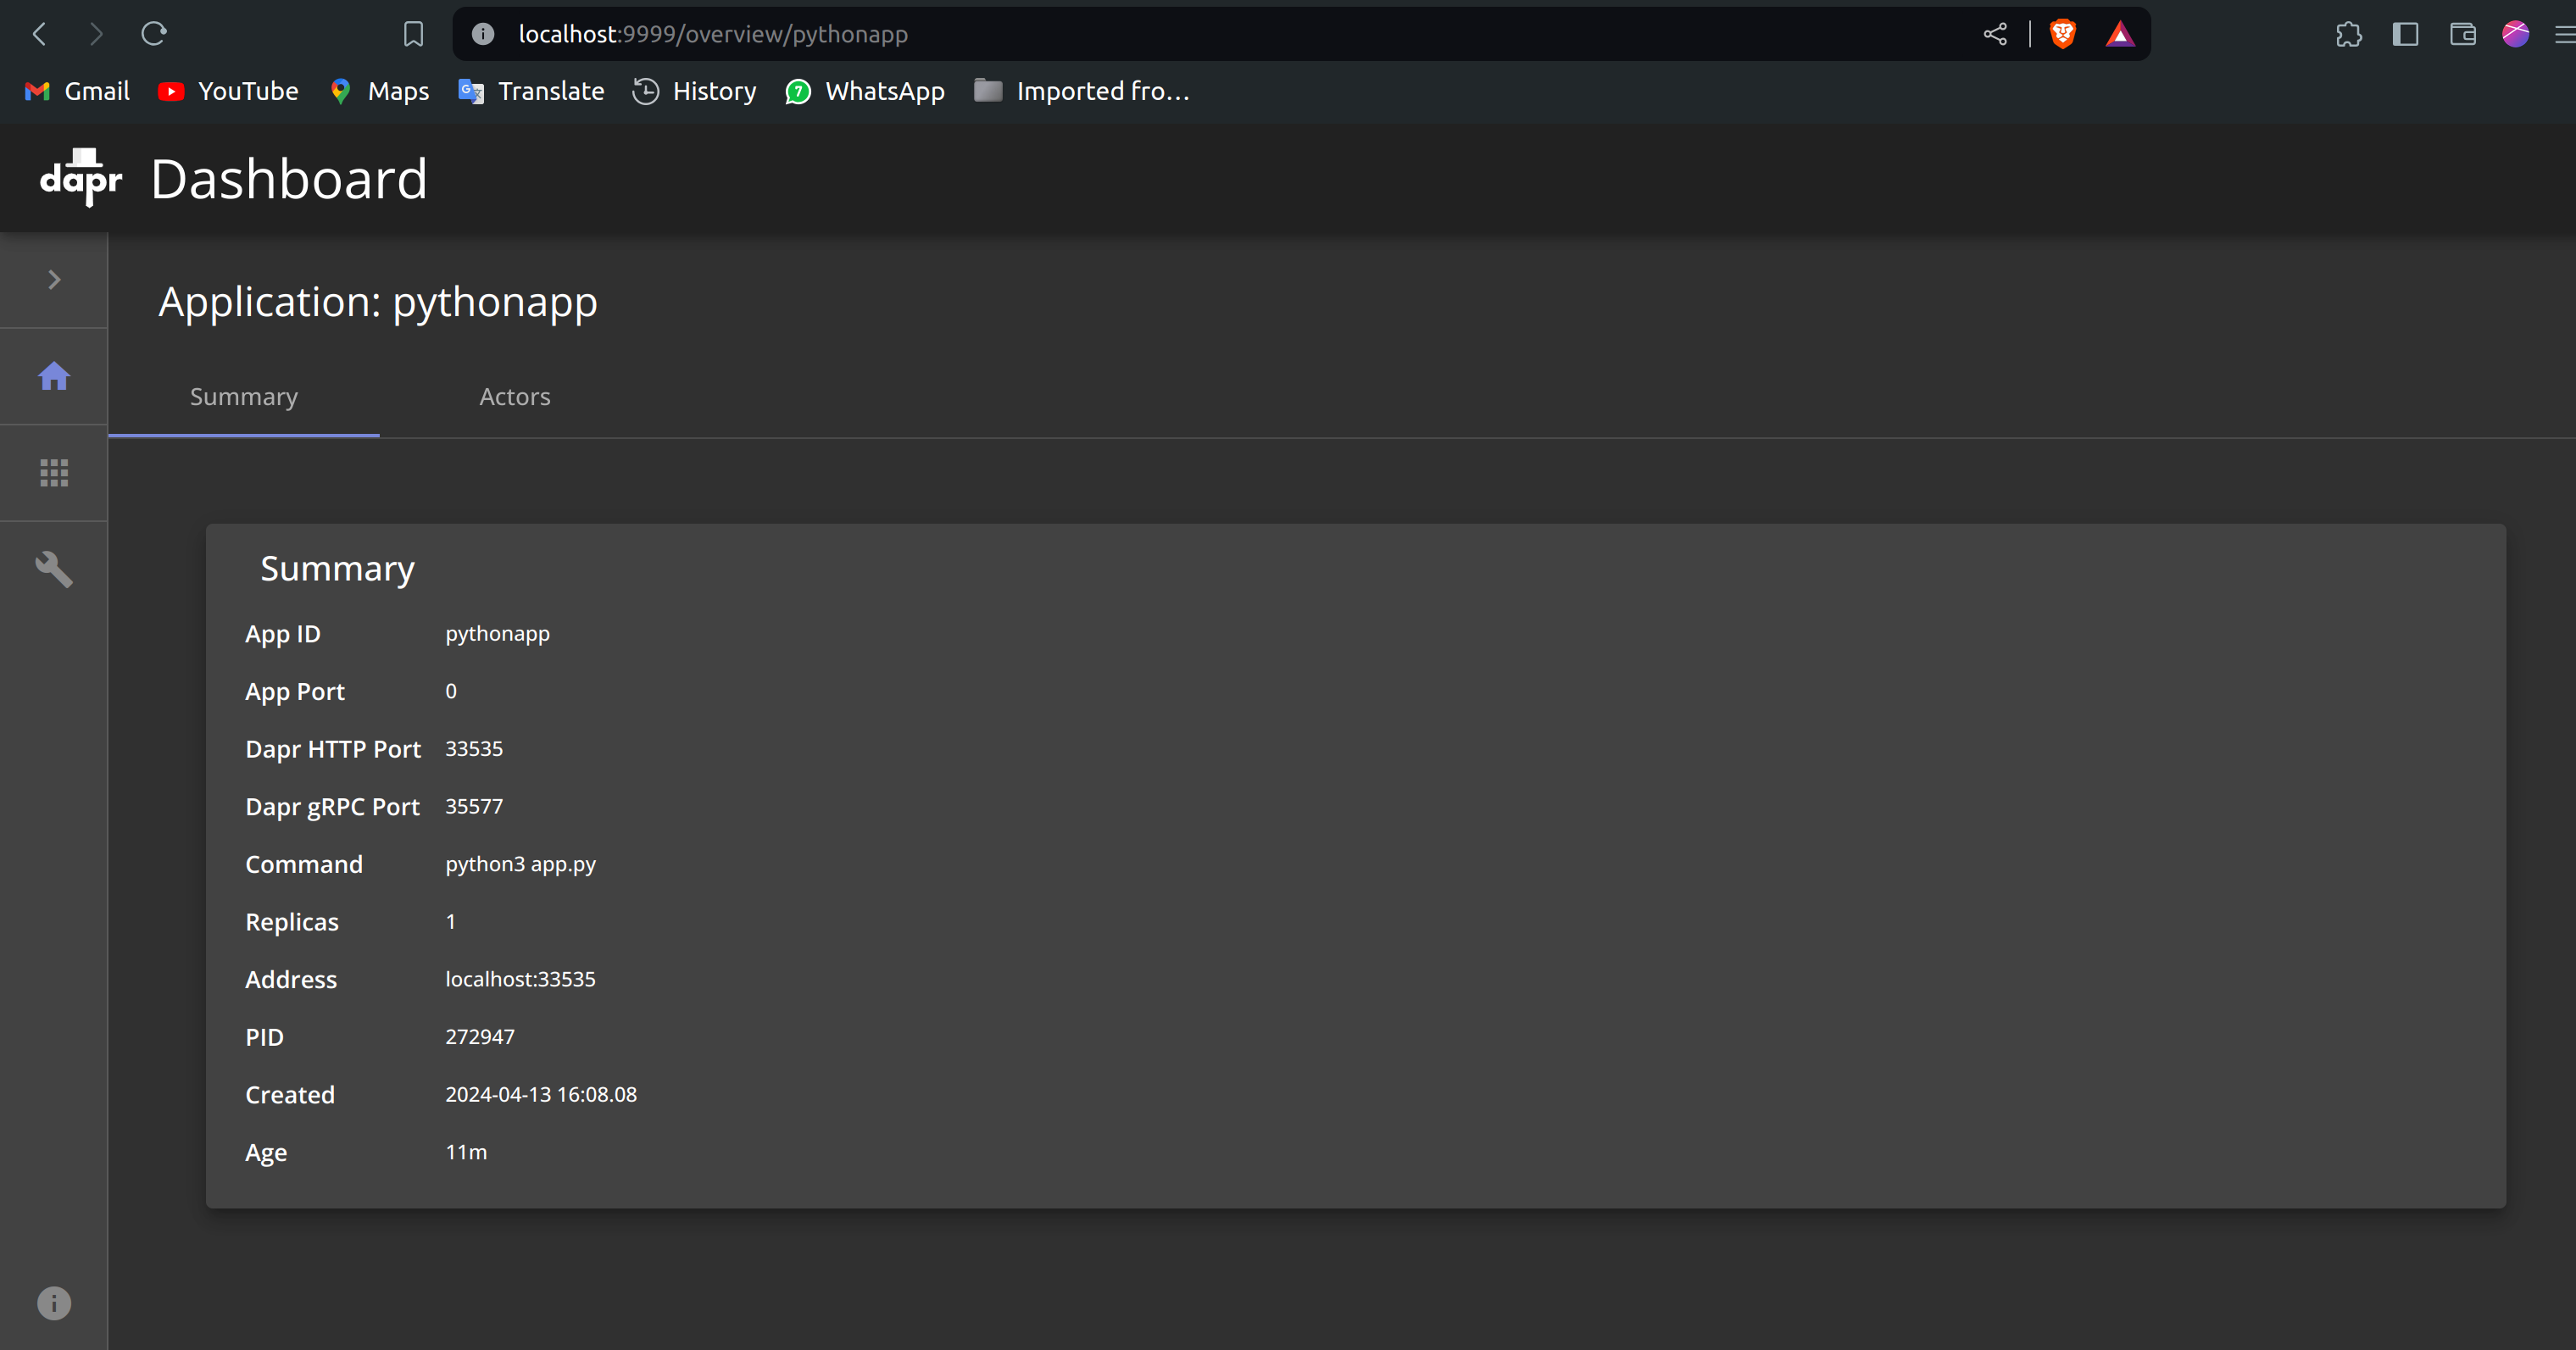 localhost:9999/overview/pythonapp
Gmail YouTube Maps Translate History 7 WhatsApp Imported fro...
dapr Dashboard
Application: pythonapp
Summary Actors
Summary
App ID pythonapp
App Port 0
Dapr HTTP Port 33535
Dapr gRPC Port 35577
Command python3 app.py
Replicas 1
Address localhost:33535
PID 272947
Created 2024-04-13 16:08.08
Age 11m